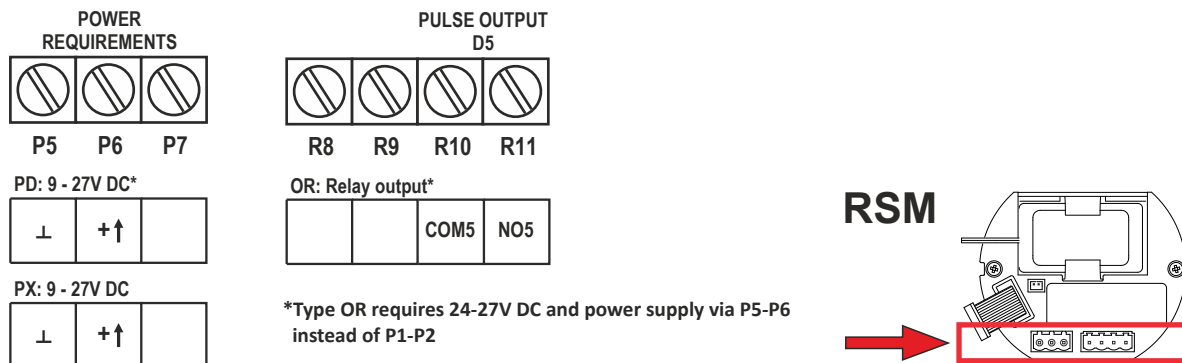 POWER
REQUIREMENTS
P5 P6 P7
PD: 9 - 27V DC*
⊥ +↑
PX: 9 - 27V DC
⊥ +↑
PULSE OUTPUT
D5
R8 R9 R10 R11
OR: Relay output*
COM5 NO5
*Type OR requires 24-27V DC and power supply via P5-P6
instead of P1-P2
RSM